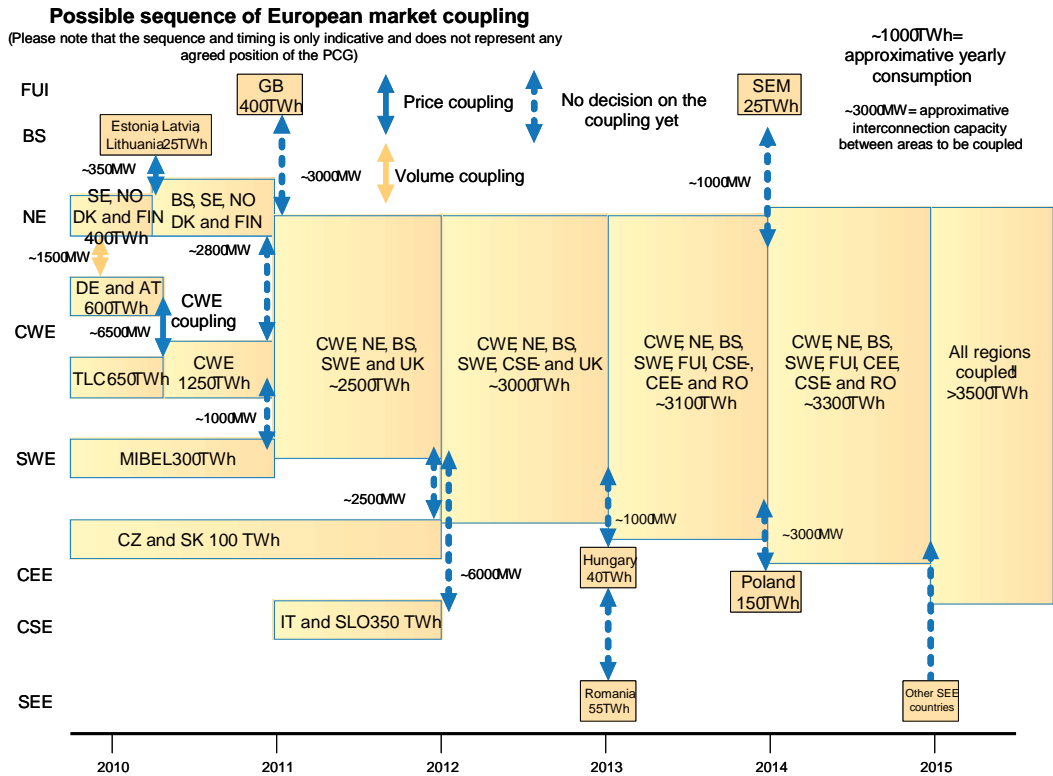 Possible sequence of European market coupling
(Please note that the sequence and timing is only indicative and does not represent any
agreed position of the PCG)
~1000TWh=
approximative yearly
consumption
~3000MW= approximative
interconnection capacity
between areas to be coupled
FUI
GB
400TWh
Price coupling
No decision on the
coupling yet
SEM
25TWh
BS
Estonia, Latvia,
Lithuania25TWh
~350MW
~3000MW
Volume coupling
~1000MW
NE
SE, NO
DK and FIN
400TWh
BS, SE, NO
DK and FIN
~1500MW
~2800MW
DE and AT
600TWh
CWE
coupling
CWE
~6500MW
TLC650TWh
CWE
1250TWh
CWE, NE, BS,
SWE and UK
~2500TWh
CWE, NE, BS,
SWE, CSE- and UK
~3000TWh
CWE, NE, BS,
SWE, FUI, CSE-,
CEE- and RO
~3100TWh
CWE, NE, BS,
SWE, FUI, CEE,
CSE- and RO
~3300TWh
All regions
coupled!
>3500TWh
~1000MW
SWE
MIBEL300TWh
~2500MW
~1000MW
~3000MW
CZ and SK 100 TWh
CEE
~6000MW
Hungary
40TWh
Poland
150TWh
CSE
IT and SLO350 TWh
SEE
Romania
55TWh
Other SEE
countries
2010
2011
2012
2013
2014
2015